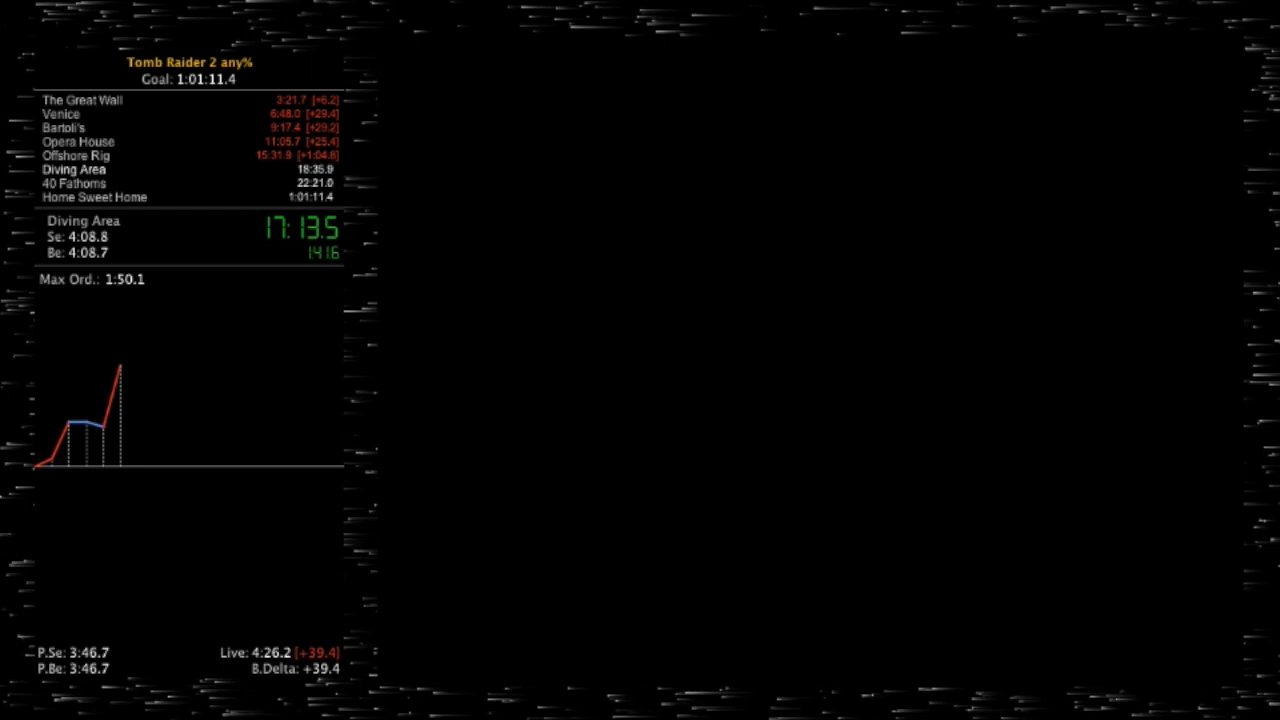 Tomb Raider 2 any%
Goal: 1:01:11.4
The Great Wall 3:21.7 [+6.2]
Venice 6:48.0 [+29.4]
Bartoli's 9:17.4 [+29.2]
Opera House 11:05.7 [+25.4]
Offshore Rig 15:31.9 [+1:04.8]
Diving Area 18:35.9
40 Fathoms 22:21.0
Home Sweet Home 1:01:11.4
Diving Area 17:13.5
Se: 4:08.8
Be: 4:08.7 1:41.6
Max Ord.: 1:50.1
P.Se: 3:46.7 Live: 4:26.2 [+39.4]
P.Be: 3:46.7 B.Delta: +39.4